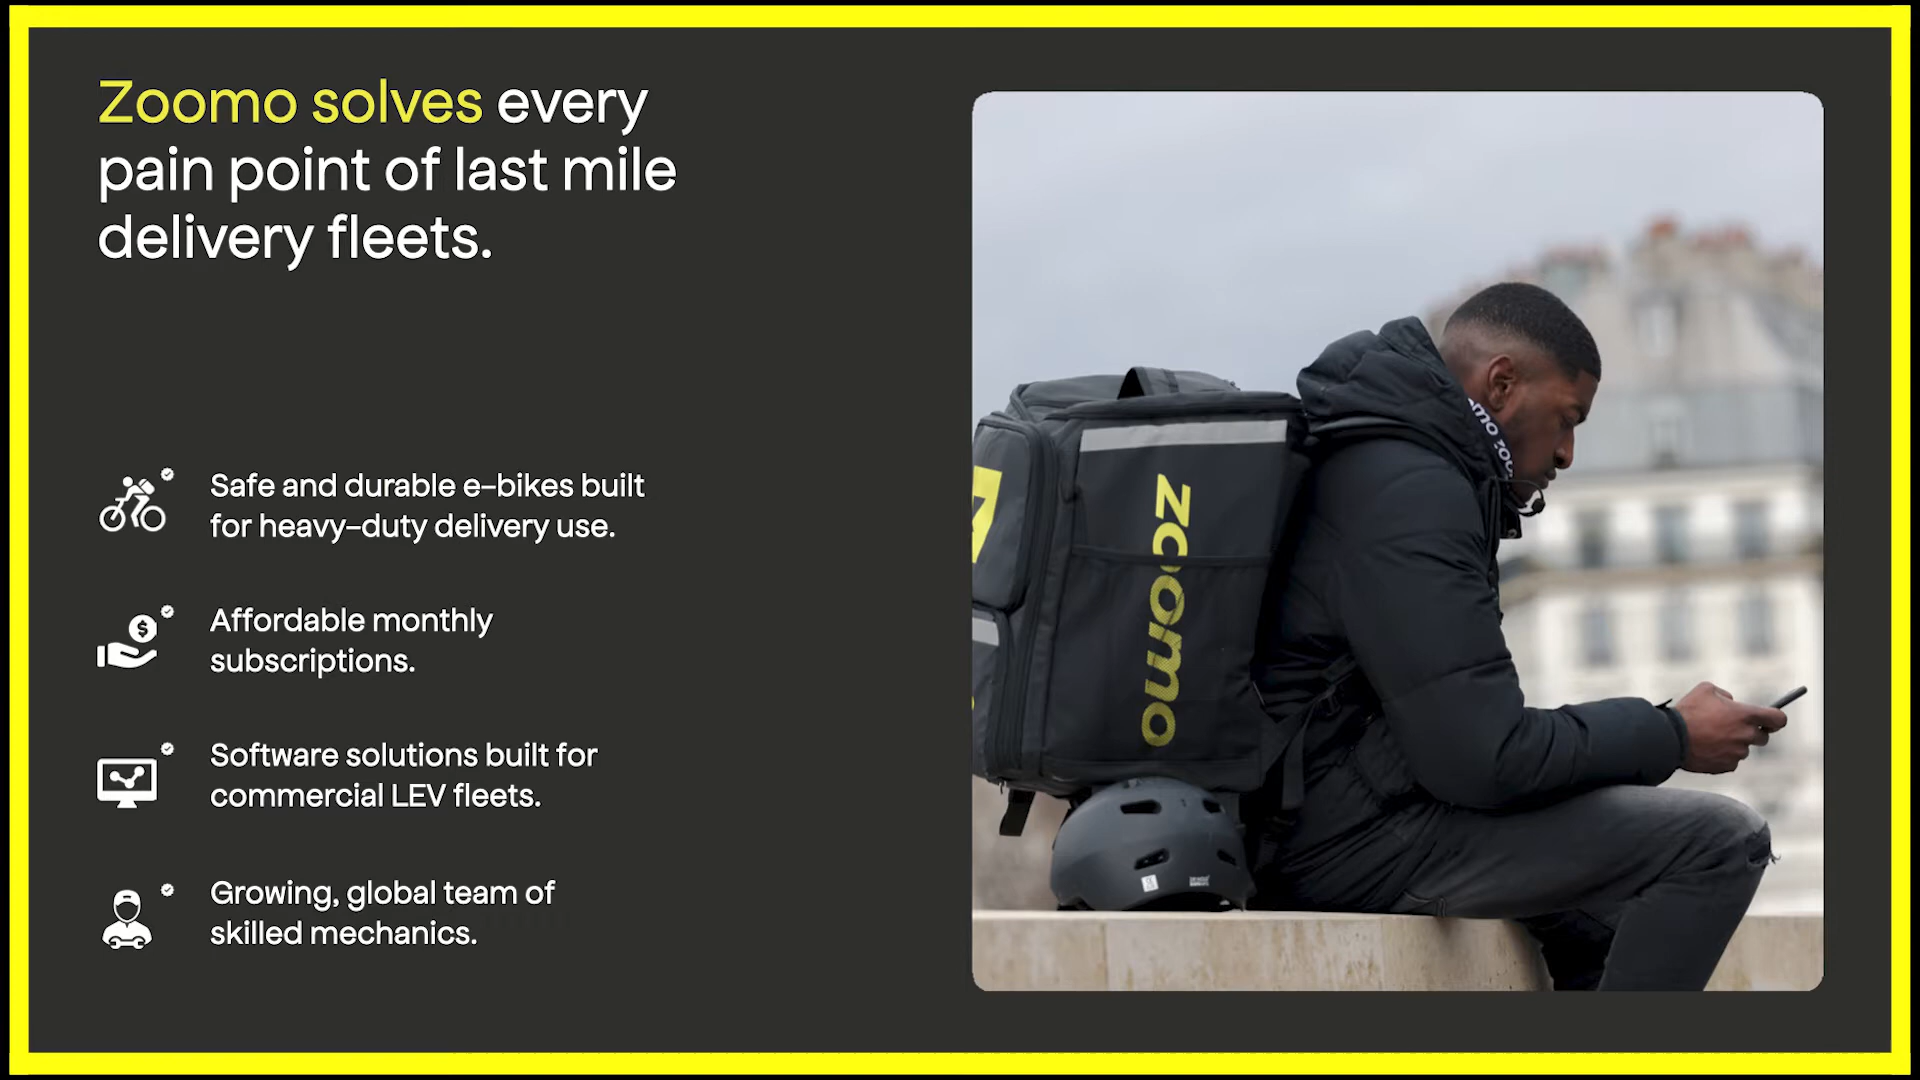 Zoomo solves every
pain point of last mile
delivery fleets.
Safe and durable e–bikes built
for heavy–duty delivery use.
$
Affordable monthly
subscriptions.
Software solutions built for
commercial LEV fleets.
Growing, global team of
skilled mechanics.
zoomo